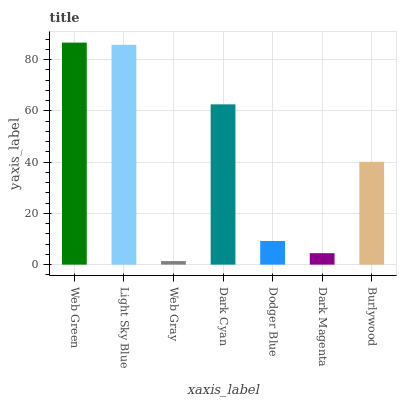 title
80
60
40
20
0
yaxis_label
Web Green
Light Sky Blue
Web Gray
Dark Cyan
Dodger Blue
Dark Magenta
Burlywood
xaxis_label